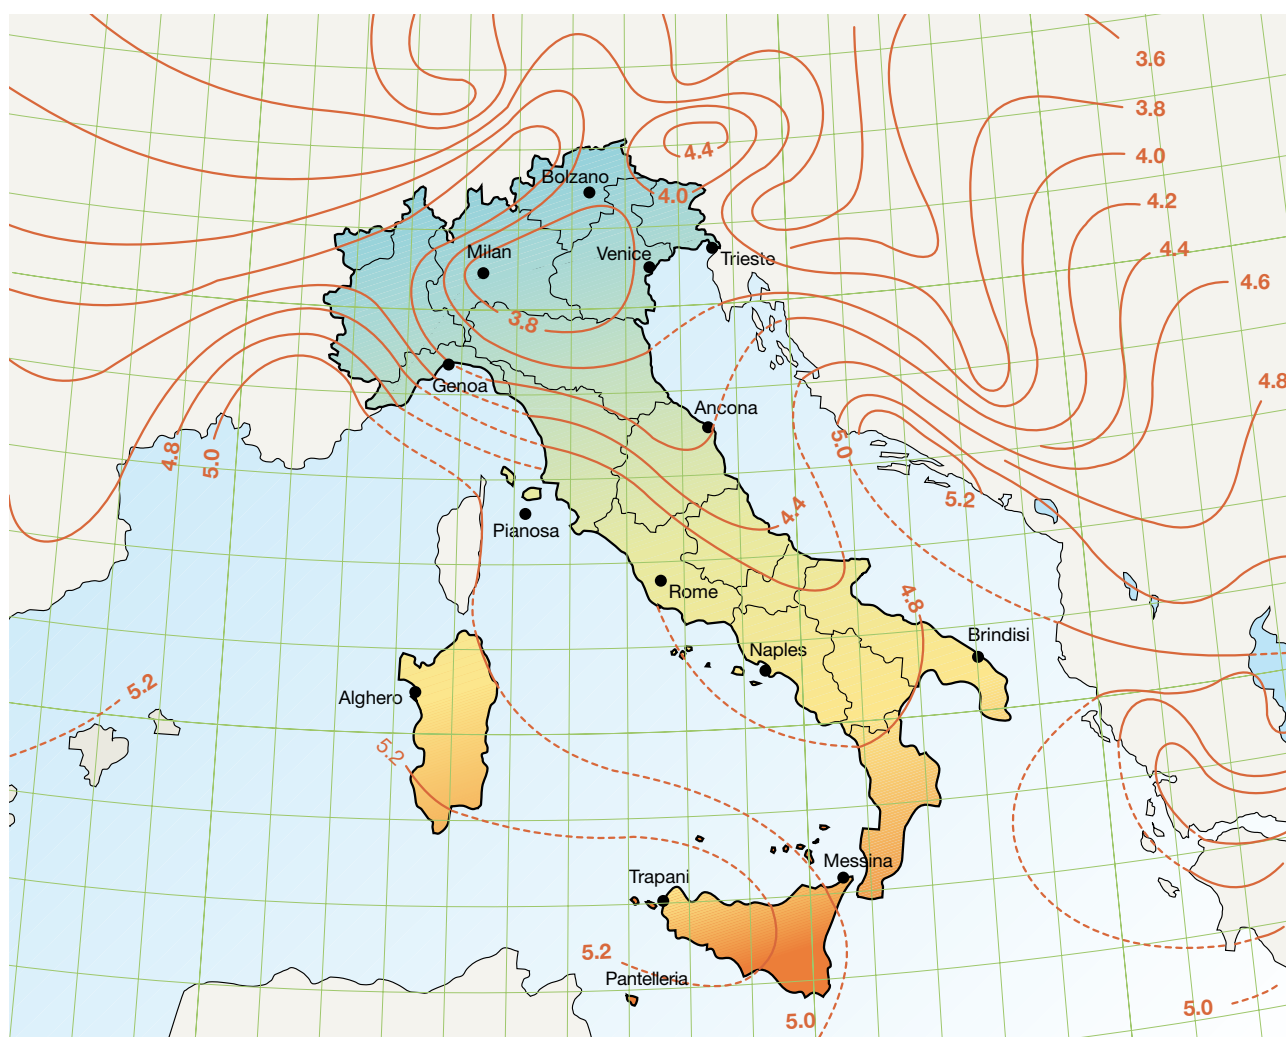 3.6
3.8
4.0
4.2
4.4
4.6
4.8
4.4
4.0
Bolzano
Milan
Venice
Trieste
3.8
Genoa
Ancona
4.8
5.0
5.0
5.2
4.4
Pianosa
Rome
4.8
Brindisi
Naples
Alghero
5.2
5.2
Messina
Trapani
5.2
Pantelleria
5.0
5.0